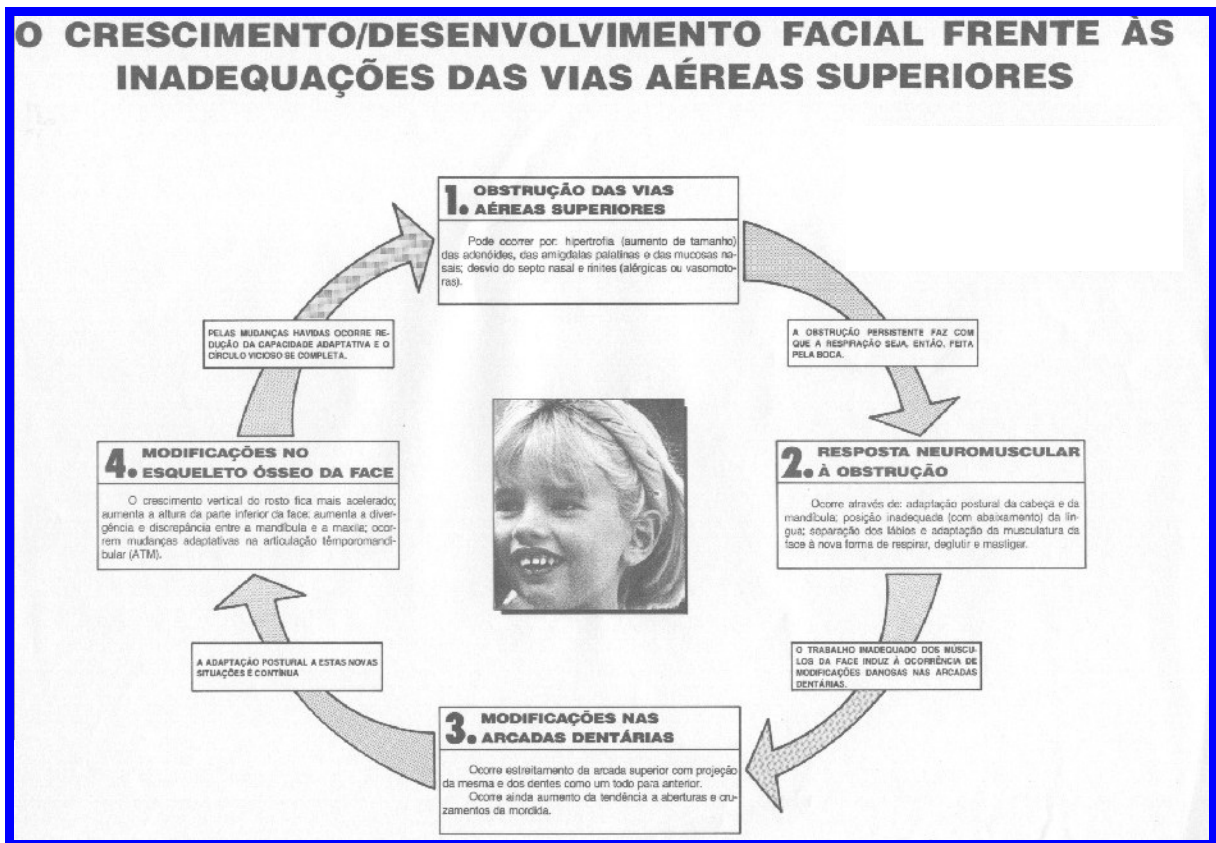 O CRESCIMENTO/DESENVOLVIMENTO FACIAL FRENTE ÀS
INADEQUAÇÕES DAS VIAS AÉREAS SUPERIORES
1. OBSTRUÇÃO DAS VIAS
AÉREAS SUPERIORES
Pode ocorrer por: hipertrofia (aumento de tamanho)
das adenóides, das amigdalas palatinas e das mucosas na-
sais; desvio do septo nasal e rinites (alérgicas ou vasomoto-
ras).
A OBSTRUÇÃO PERSISTENTE FAZ COM
QUE A RESPIRAÇÃO SEJA, ENTÃO, FEITA
PELA BOCA.
2. RESPOSTA NEUROMUSCULAR
À OBSTRUÇÃO
Ocorre através de: adaptação postural da cabeça e da
mandíbula; posição inadequada (com abaixamento) da lín-
gua; separação dos lábios e adaptação da musculatura da
face à nova forma de respirar, deglutir e mastigar.
O TRABALHO INADEQUADO DOS MÚSCU-
LOS DA FACE INDUZ À OCORRÊNCIA DE
MODIFICAÇÕES DANOSAS NAS ARCADAS
DENTÁRIAS.
3. MODIFICAÇÕES NAS
ARCADAS DENTÁRIAS
Ocorre estreitamento da arcada superior com projeção
da mesma e dos dentes como um todo para anterior.
Ocorre ainda aumento da tendência a aberturas e cru-
zamentos da mordida.
A ADAPTAÇÃO POSTURAL A ESTAS NOVAS
SITUAÇÕES É CONTÍNUA
4. MODIFICAÇÕES NO
ESQUELETO ÓSSEO DA FACE
O crescimento vertical do rosto fica mais acelerado;
aumenta a altura da parte inferior da face; aumenta a diver-
gência e discrepância entre a mandíbula e a maxila; ocor-
rem mudanças adaptativas na articulação têmporomandi-
bular (ATM).
PELAS MUDANÇAS HAVIDAS OCORRE RE-
DUÇÃO DA CAPACIDADE ADAPTATIVA E O
CÍRCULO VICIOSO SE COMPLETA.